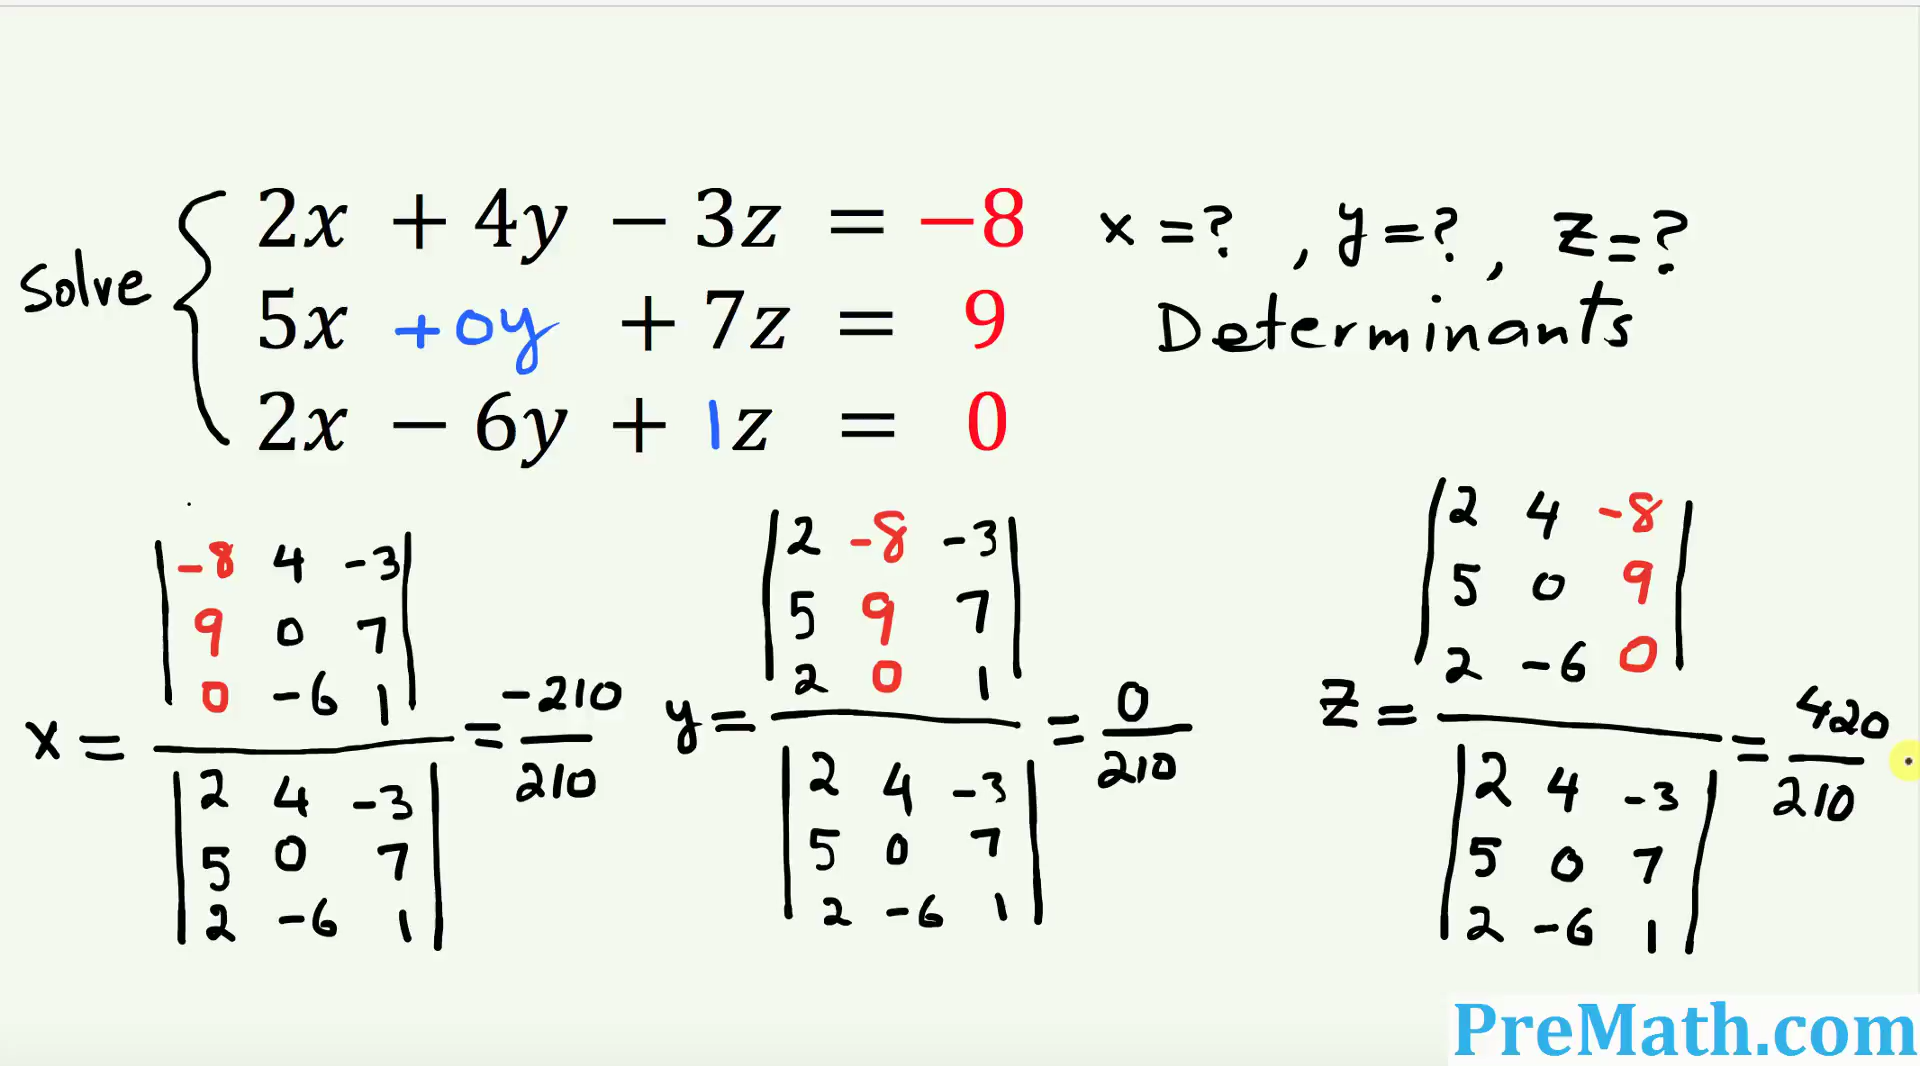 2x + 4y − 3z = −8 x = ? , y = ? , z = ?
Solve 5x +0y + 7z = 9 Determinants
2x − 6y + 1z = 0
-8 4 -3
9 0 7
0 -6 1
x = = -210
210
2 4 -3
5 0 7
2 -6 1
2 -8 -3
5 9 7
2 0 1
y = = 0
210
2 4 -3
5 0 7
2 -6 1
2 4 -8
5 0 9
2 -6 0
z = = 420
210
2 4 -3
5 0 7
2 -6 1
PreMath.com